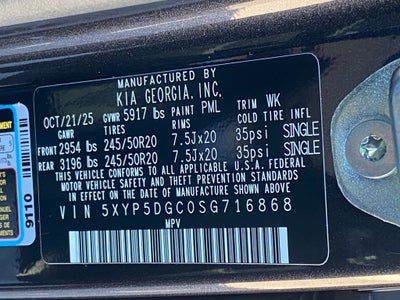 MANUFACTURED BY
KIA GEORGIA, INC.
OCT/21/25 GVWR 5917 lbs PAINT PML TRIM WK
GAWR TIRES RIMS COLD TIRE INFL
FRONT 2954 lbs 245/50R20 7.5Jx20 35psi SINGLE
REAR 3196 lbs 245/50R20 7.5Jx20 35psi SINGLE
THIS VEHICLE CONFORMS TO ALL APPLICABLE U.S.A. FEDERAL
MOTOR VEHICLE SAFETY AND BUMPER STANDARDS IN
EFFECT ON THE DATE OF MANUFACTURE SHOWN ABOVE
VIN 5XYP5DGC0SG716868
MPV
9110